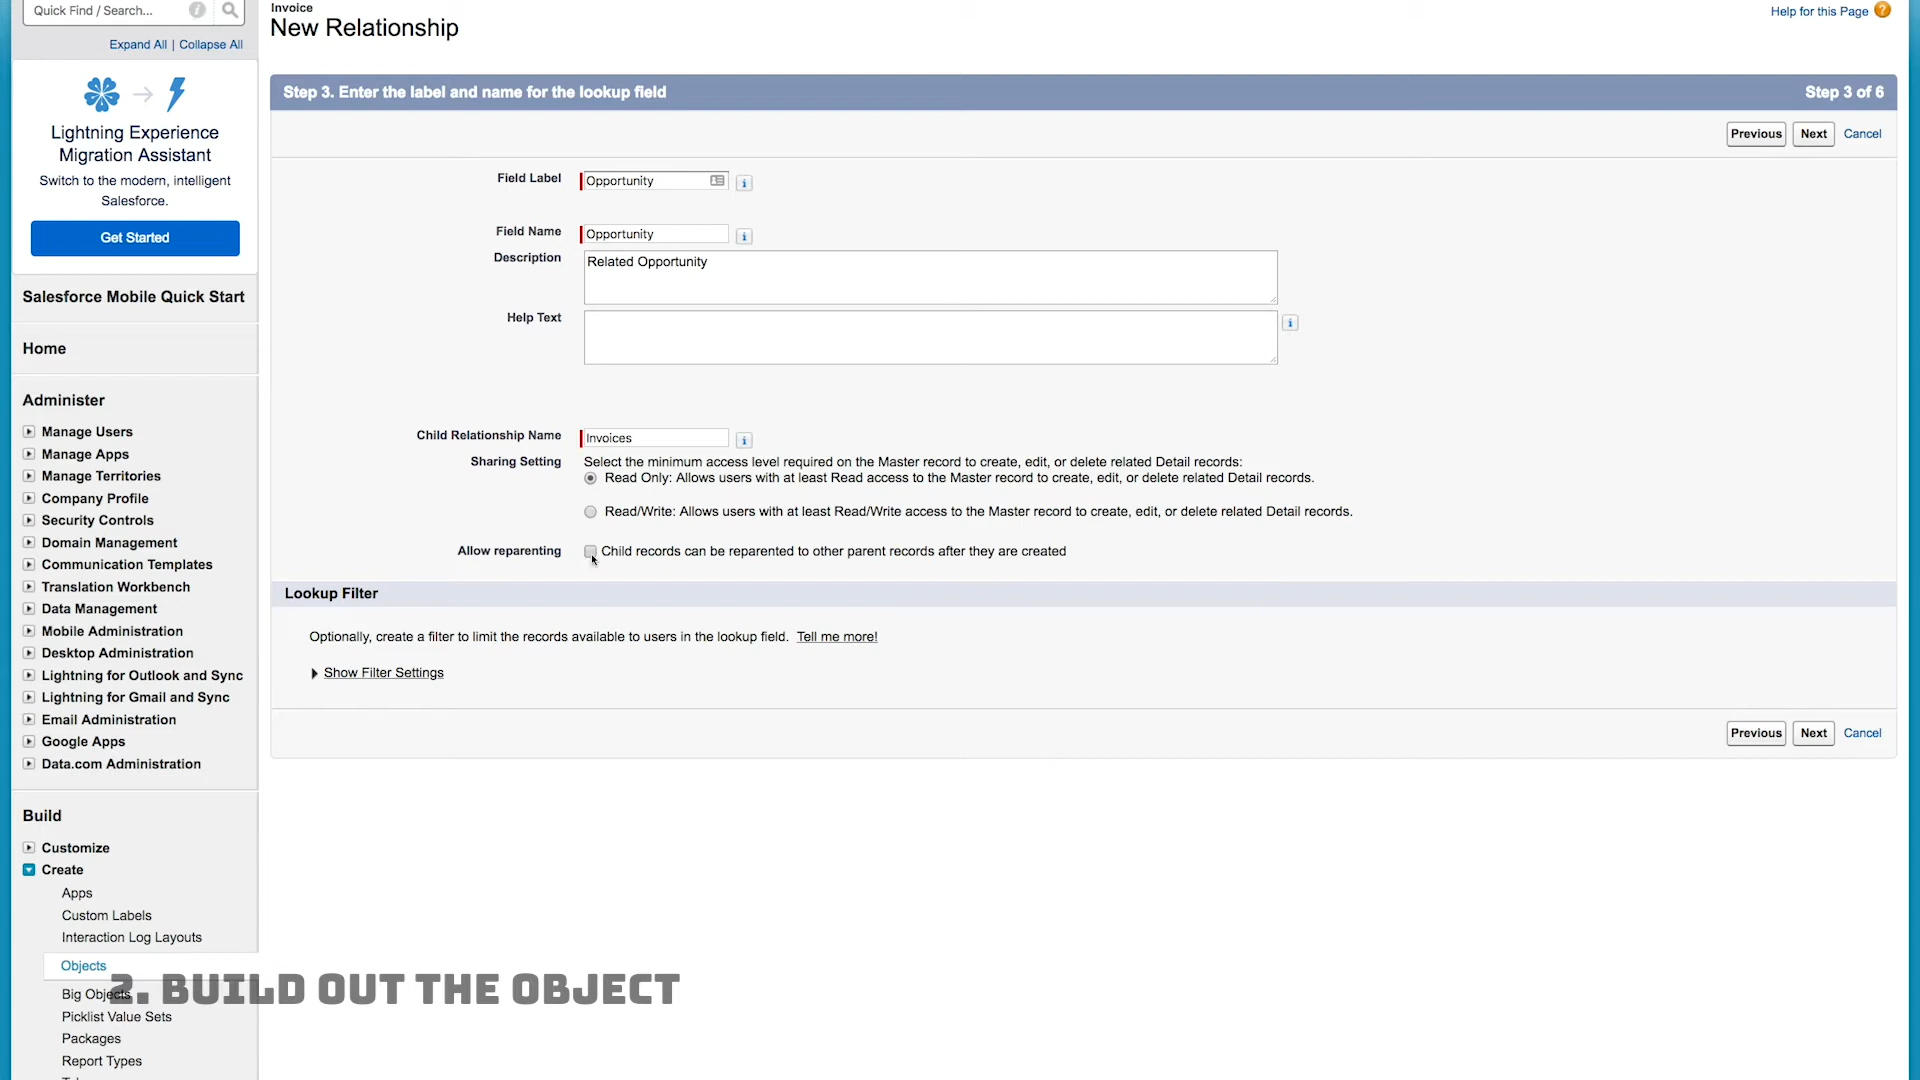 Quick Find / Search...
Expand All | Collapse All
Lightning Experience
Migration Assistant
Switch to the modern, intelligent
Salesforce.
Get Started
Salesforce Mobile Quick Start
Home
Administer
Manage Users
Manage Apps
Manage Territories
Company Profile
Security Controls
Domain Management
Communication Templates
Translation Workbench
Data Management
Mobile Administration
Desktop Administration
Lightning for Outlook and Sync
Lightning for Gmail and Sync
Email Administration
Google Apps
Data.com Administration
Build
Customize
Create
Apps
Custom Labels
Interaction Log Layouts
Objects
Big Objects
Picklist Value Sets
Packages
Report Types
Invoice
New Relationship
Help for this Page
Step 3. Enter the label and name for the lookup field
Step 3 of 6
Previous Next Cancel
Field Label Opportunity
Field Name Opportunity
Description Related Opportunity
Help Text
Child Relationship Name Invoices
Sharing Setting Select the minimum access level required on the Master record to create, edit, or delete related Detail records:
Read Only: Allows users with at least Read access to the Master record to create, edit, or delete related Detail records.
Read/Write: Allows users with at least Read/Write access to the Master record to create, edit, or delete related Detail records.
Allow reparenting Child records can be reparented to other parent records after they are created
Lookup Filter
Optionally, create a filter to limit the records available to users in the lookup field. Tell me more!
Show Filter Settings
Previous Next Cancel
2. BUILD OUT THE OBJECT